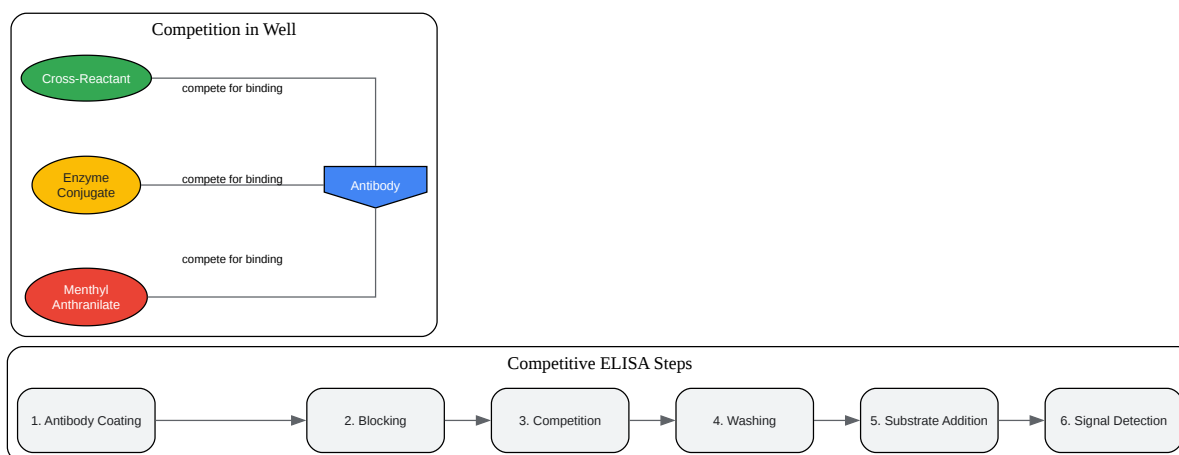 Competition in Well
Cross-Reactant
compete for binding
Enzyme
Conjugate
compete for binding
Antibody
compete for binding
Menthyl
Anthranilate
Competitive ELISA Steps
1. Antibody Coating
2. Blocking
3. Competition
4. Washing
5. Substrate Addition
6. Signal Detection